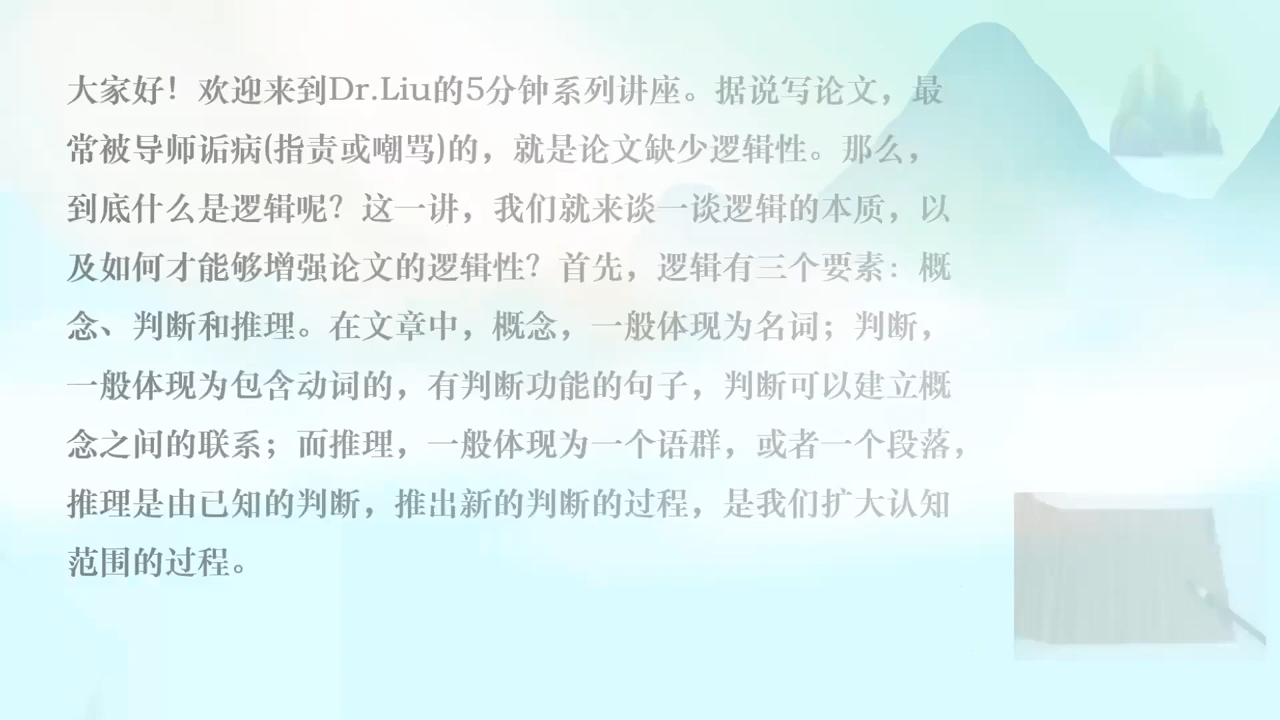 大家好！欢迎来到Dr.Liu的5分钟系列讲座。据说写论文，最
常被导师诟病(指责或嘲骂)的，就是论文缺少逻辑性。那么，
到底什么是逻辑呢？这一讲，我们就来谈一谈逻辑的本质，以
及如何才能够增强论文的逻辑性？首先，逻辑有三个要素：概
念、判断和推理。在文章中，概念，一般体现为名词；判断，
一般体现为包含动词的，有判断功能的句子，判断可以建立概
念之间的联系；而推理，一般体现为一个语群，或者一个段落，
推理是由已知的判断，推出新的判断的过程，是我们扩大认知
范围的过程。